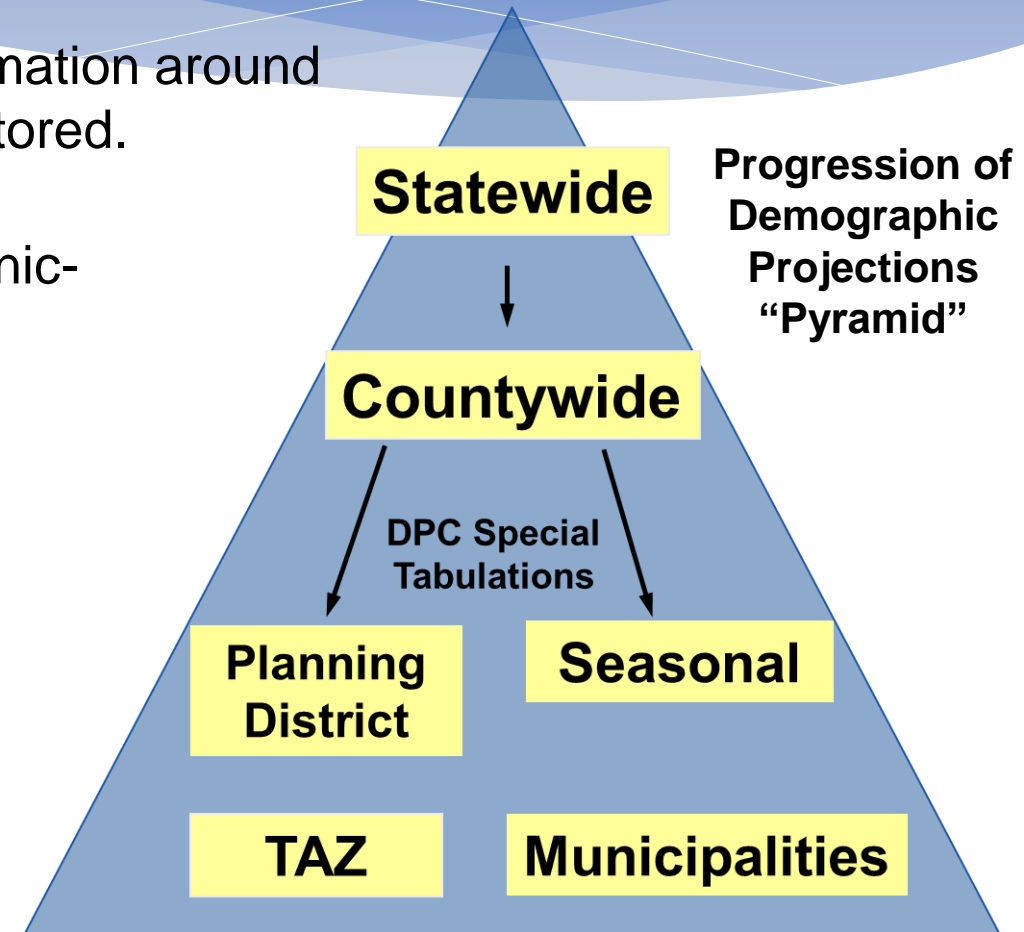 mation around
tored.
nic-
Progression of
Demographic
Projections
“Pyramid”
Statewide
Countywide
DPC Special
Tabulations
Planning
District
Seasonal
TAZ
Municipalities